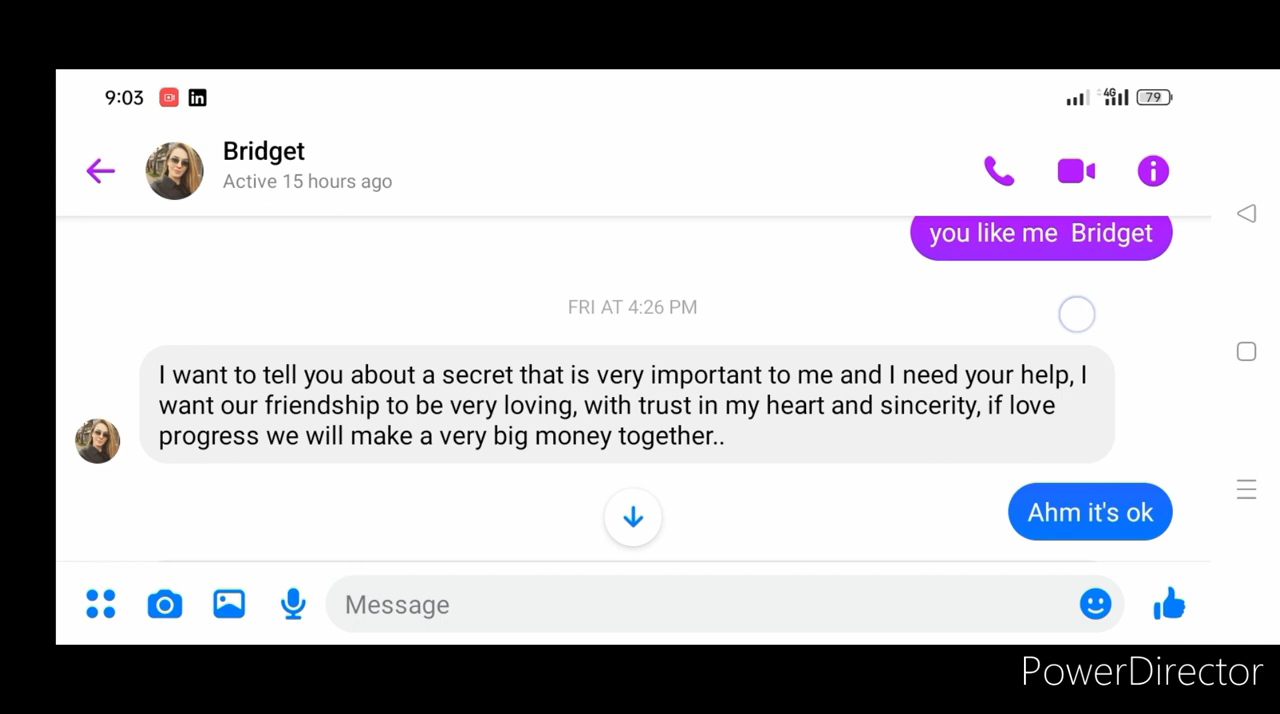 9:03
in
4G
79
Bridget
Active 15 hours ago
you like me Bridget
FRI AT 4:26 PM
I want to tell you about a secret that is very important to me and I need your help, I
want our friendship to be very loving, with trust in my heart and sincerity, if love
progress we will make a very big money together..
Ahm it's ok
Message
PowerDirector